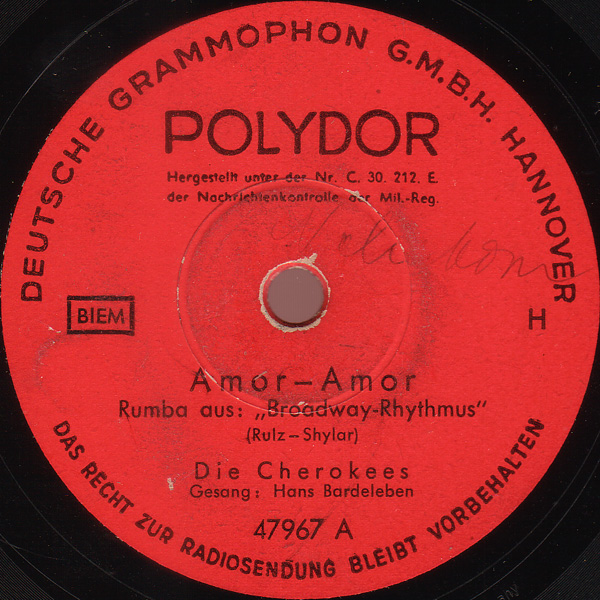 DEUTSCHE GRAMMOPHON G.M.B.H. HANNOVER
POLYDOR
Hergestellt unter der Nr. C. 30. 212. E.
der Nachrichtenkontrolle der Mil.-Reg.
BIEM
H
Amor–Amor
Rumba aus: „Broadway-Rhythmus"
(Rulz–Shylar)
Die Cherokees
Gesang: Hans Bardeleben
47967 A
DAS RECHT ZUR RADIOSENDUNG BLEIBT VORBEHALTEN